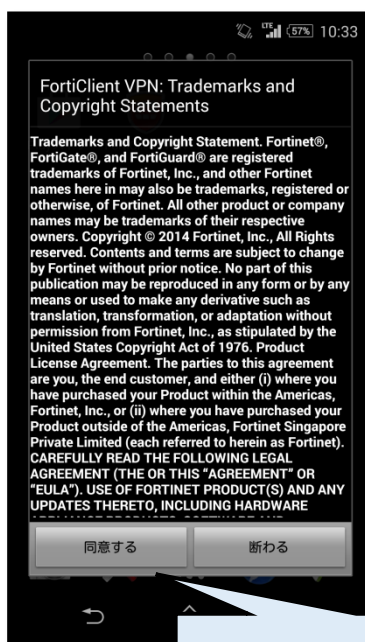 LTE 57% 10:33
FortiClient VPN: Trademarks and
Copyright Statements
Trademarks and Copyright Statement. Fortinet®,
FortiGate®, and FortiGuard® are registered
trademarks of Fortinet, Inc., and other Fortinet
names here in may also be trademarks, registered or
otherwise, of Fortinet. All other product or company
names may be trademarks of their respective
owners. Copyright © 2014 Fortinet, Inc., All Rights
reserved. Contents and terms are subject to change
by Fortinet without prior notice. No part of this
publication may be reproduced in any form or by any
means or used to make any derivative such as
translation, transformation, or adaptation without
permission from Fortinet, Inc., as stipulated by the
United States Copyright Act of 1976. Product
License Agreement. The parties to this agreement
are you, the end customer, and either (i) where you
have purchased your Product within the Americas,
Fortinet, Inc., or (ii) where you have purchased your
Product outside of the Americas, Fortinet Singapore
Private Limited (each referred to herein as Fortinet).
CAREFULLY READ THE FOLLOWING LEGAL
AGREEMENT (THE OR THIS “AGREEMENT” OR
“EULA”). USE OF FORTINET PRODUCT(S) AND ANY
UPDATES THERETO, INCLUDING HARDWARE
同意する 断わる